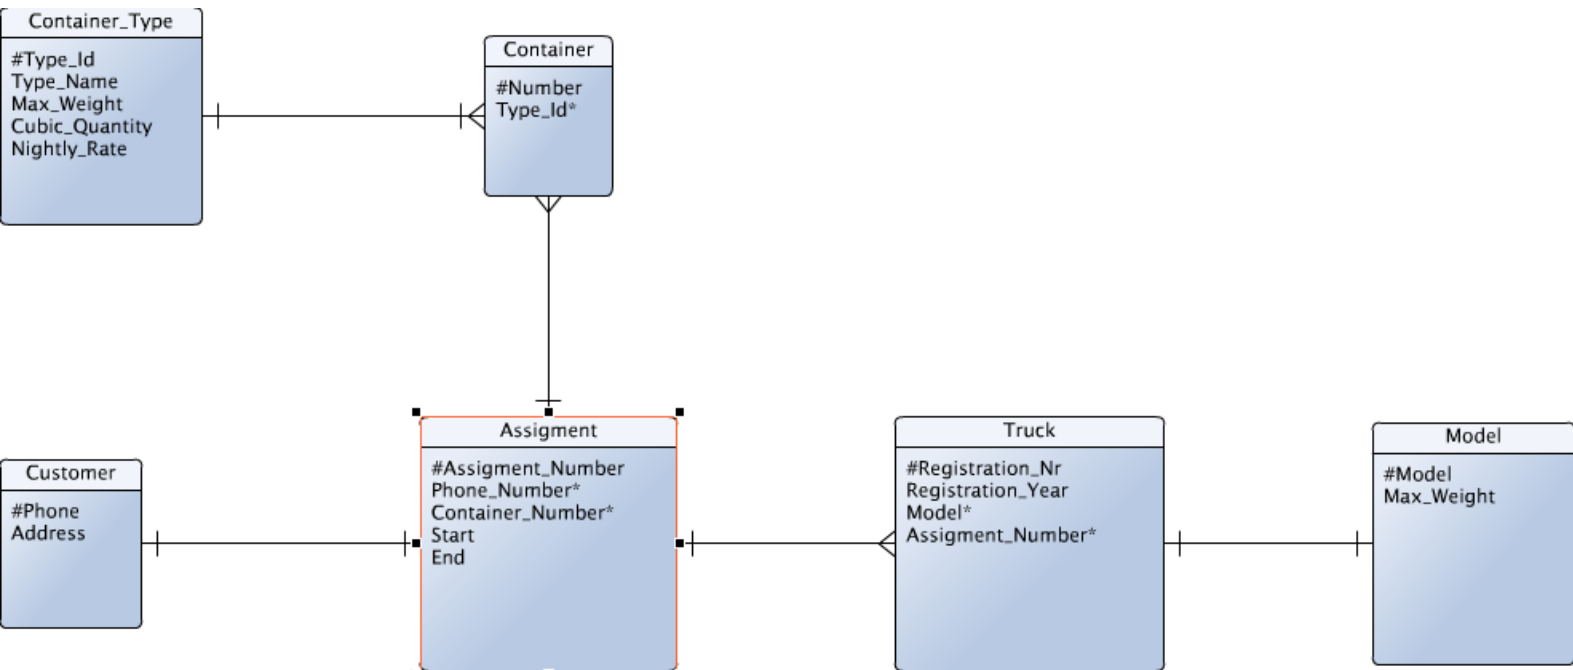 Container_Type
#Type_Id
Type_Name
Max_Weight
Cubic_Quantity
Nightly_Rate
Container
#Number
Type_Id*
Customer
#Phone
Address
Assigment
#Assigment_Number
Phone_Number*
Container_Number*
Start
End
Truck
#Registration_Nr
Registration_Year
Model*
Assigment_Number*
Model
#Model
Max_Weight